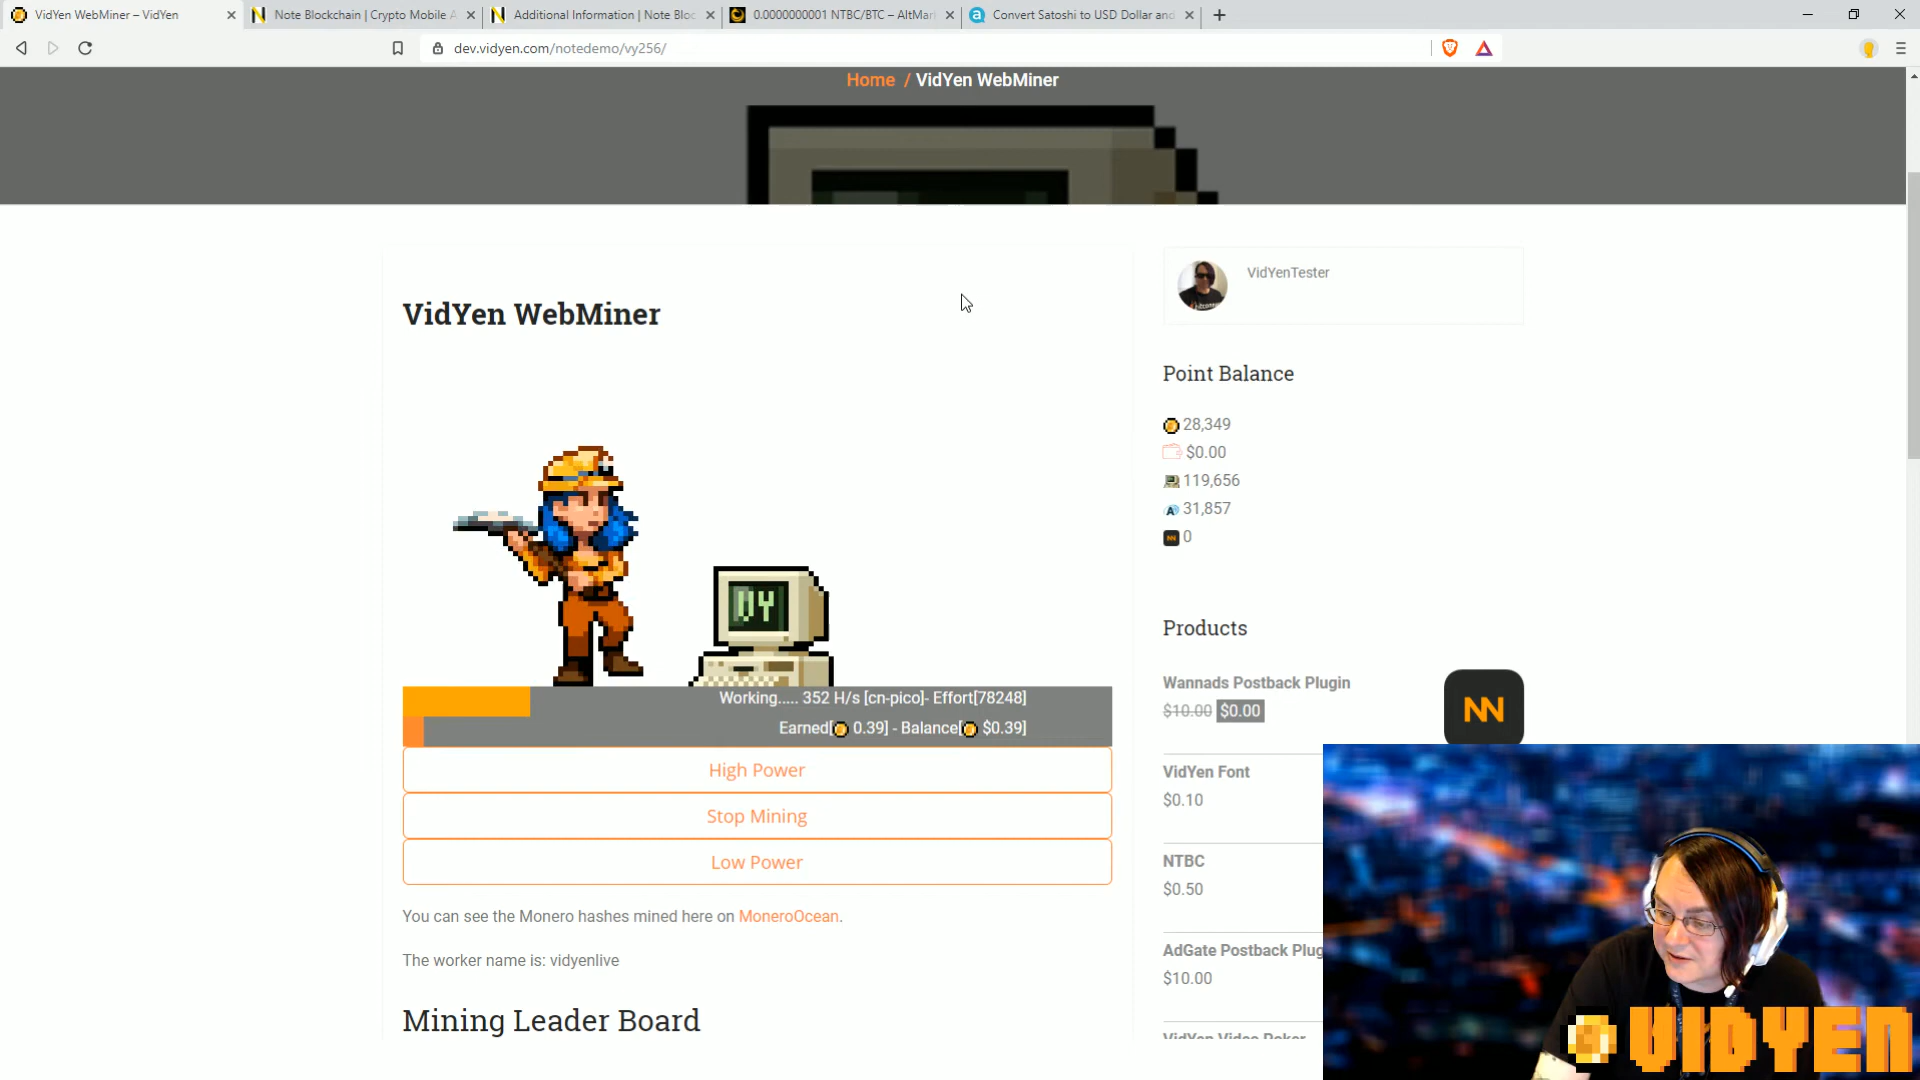 VidYen WebMiner – VidYen
Note Blockchain | Crypto Mobile A
Additional Information | Note Bloc
0.0000000001 NTBC/BTC – AltMar
Convert Satoshi to USD Dollar and
dev.vidyen.com/notedemo/vy256/
Home / VidYen WebMiner
VidYen WebMiner
VY
Working..... 352 H/s [cn-pico]- Effort[78248]
Earned[ 0.39] - Balance[ $0.39]
High Power
Stop Mining
Low Power
You can see the Monero hashes mined here on MoneroOcean.
The worker name is: vidyenlive
Mining Leader Board
VidYenTester
Point Balance
28,349
$0.00
119,656
A 31,857
0
Products
Wannads Postback Plugin
$10.00 $0.00
VidYen Font
$0.10
NTBC
$0.50
AdGate Postback Plug
$10.00
VidYen Video Poker
VIDYEN